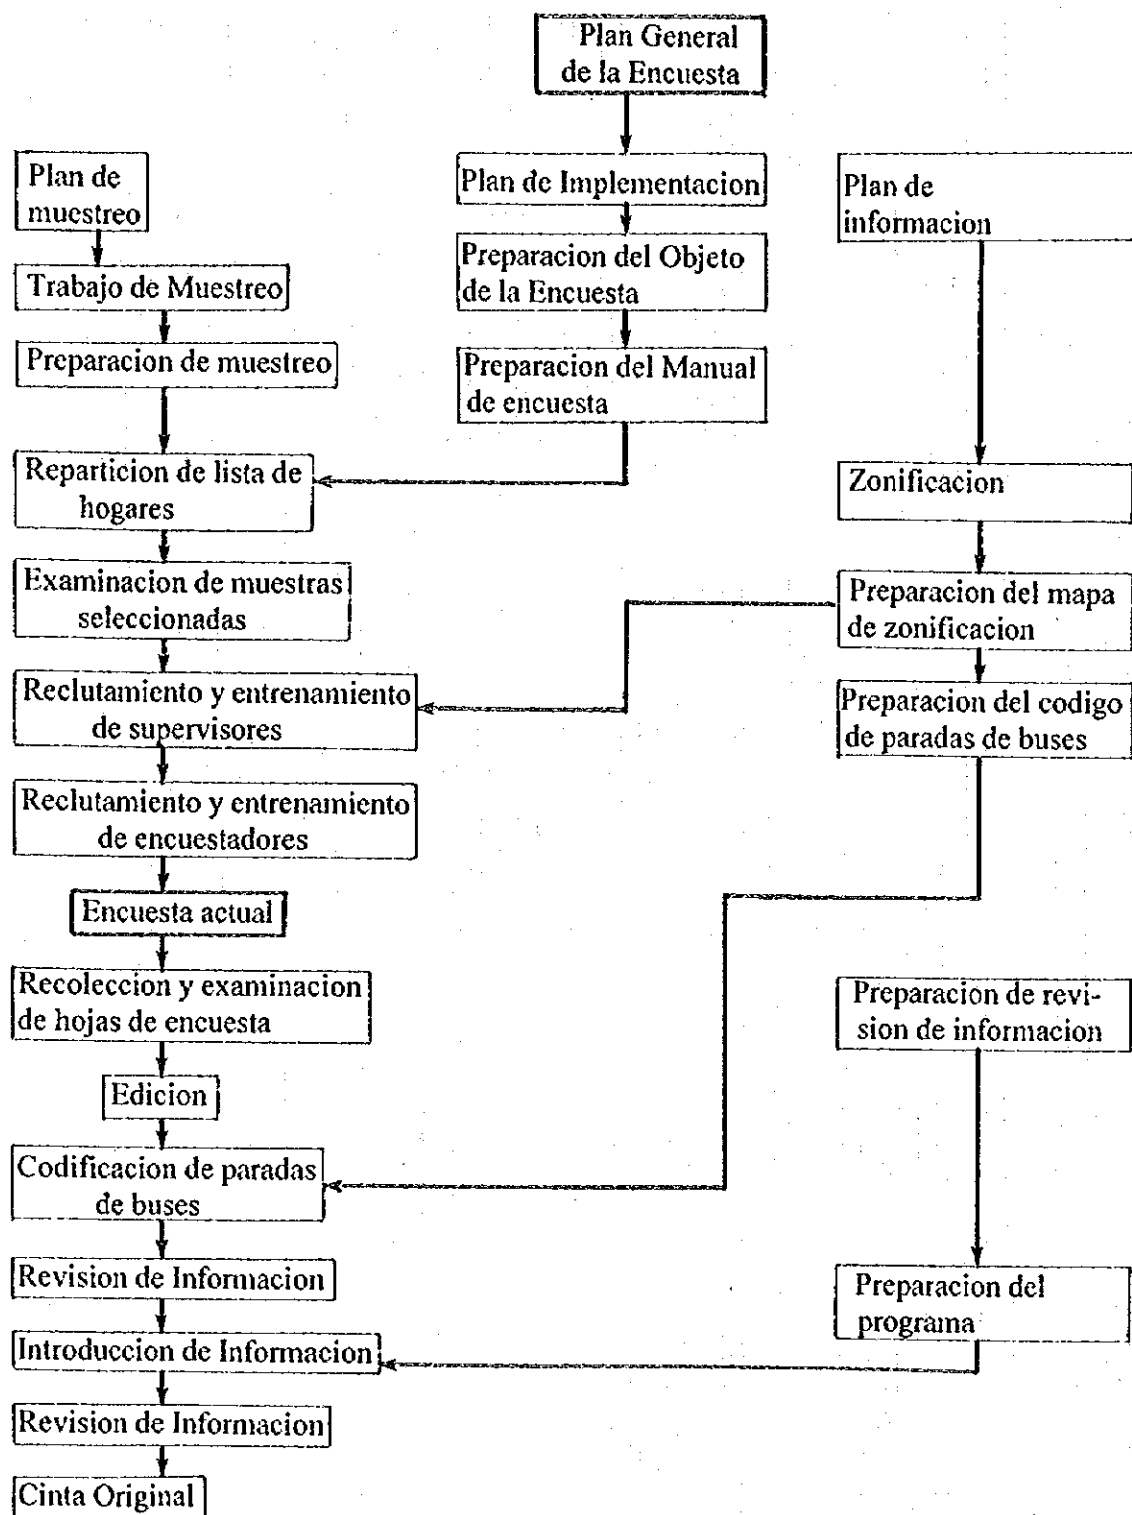 Plan General
de la Encuesta
Plan de
muestreo
Plan de Implementacion
Plan de
informacion
Trabajo de Muestreo
Preparacion del Objeto
de la Encuesta
Preparacion de muestreo
Preparacion del Manual
de encuesta
Reparticion de lista de
hogares
Zonificacion
Examinacion de muestras
seleccionadas
Preparacion del mapa
de zonificacion
Reclutamiento y entrenamiento
de supervisores
Preparacion del codigo
de paradas de buses
Reclutamiento y entrenamiento
de encuestadores
Encuesta actual
Recoleccion y examinacion
de hojas de encuesta
Preparacion de revi-
sion de informacion
Edicion
Codificacion de paradas
de buses
Revision de Informacion
Preparacion del
programa
Introduccion de Informacion
Revision de Informacion
Cinta Original